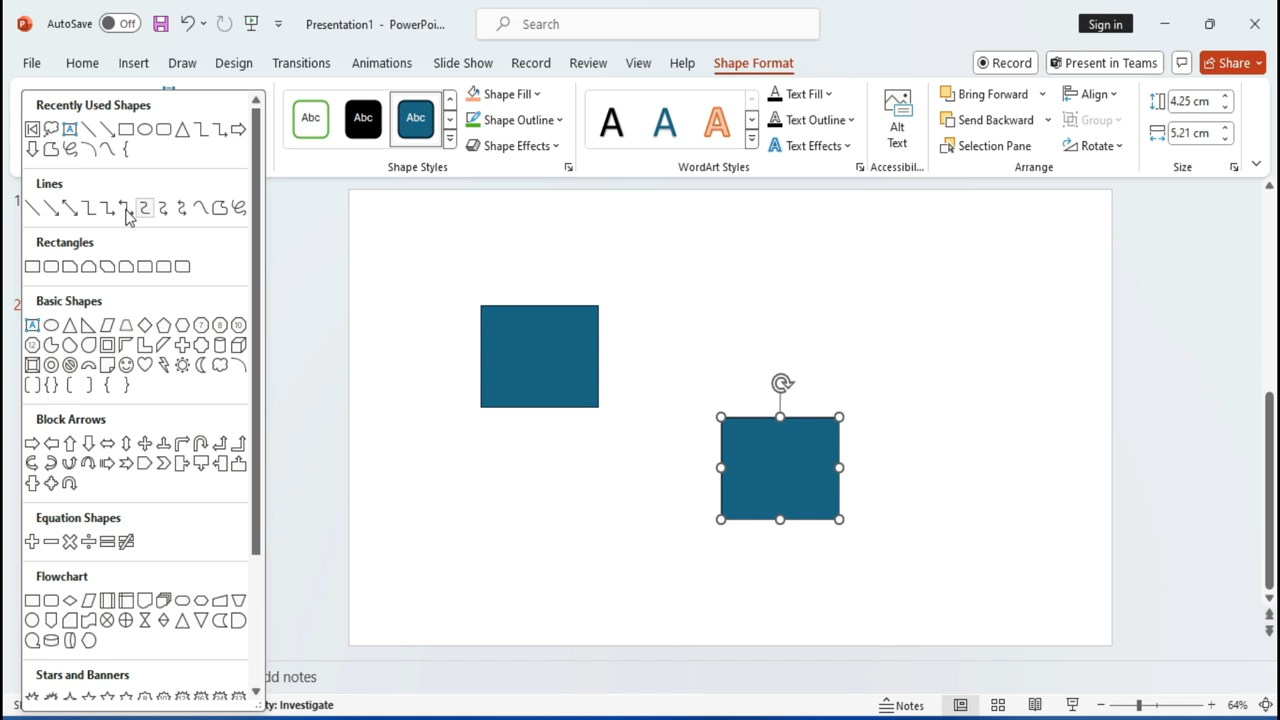 AutoSave Off Presentation1 - PowerPoi... Search Sign in
File Home Insert Draw Design Transitions Animations Slide Show Record Review View Help Shape Format Record Present in Teams Share
Recently Used Shapes
Lines
Rectangles
Basic Shapes
Block Arrows
Equation Shapes
Flowchart
Stars and Banners
Abc Abc Abc
Shape Fill
Shape Outline
Shape Effects
Shape Styles
A A A
Text Fill
Text Outline
Text Effects
WordArt Styles
Alt
Text
Accessibil...
Bring Forward
Send Backward
Selection Pane
Align
Group
Rotate
Arrange
4.25 cm
5.21 cm
Size
1
2
dd notes
ty: Investigate
Notes
64%